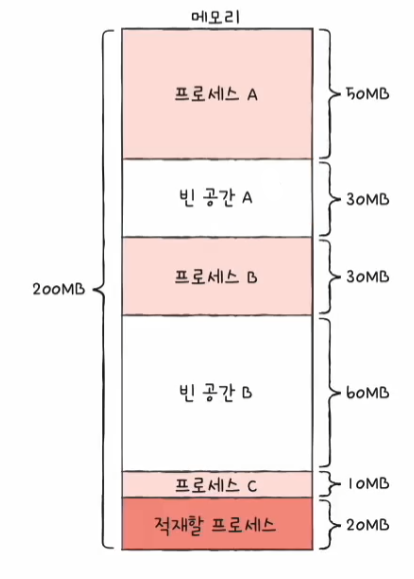 메모리
프로세스 A
50MB
빈 공간 A
30MB
프로세스 B
30MB
200MB
빈 공간 B
60MB
프로세스 C
10MB
적재할 프로세스
20MB